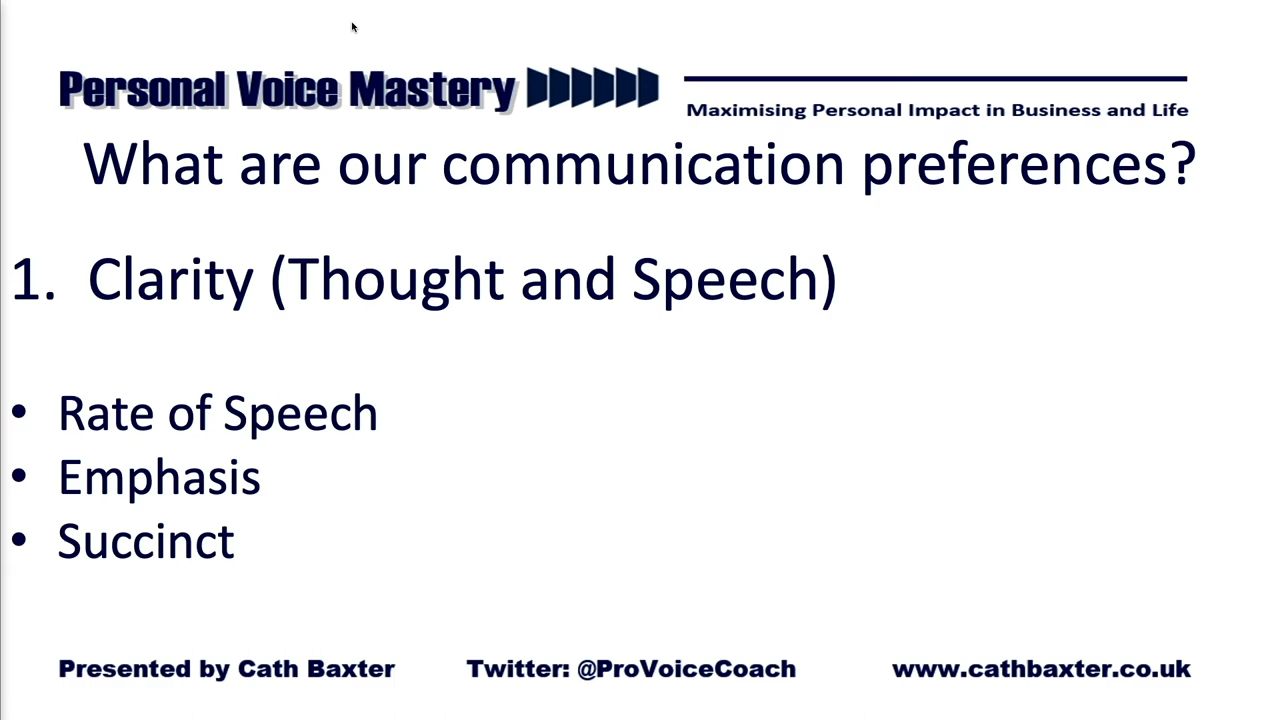 Personal Voice Mastery
Maximising Personal Impact in Business and Life
What are our communication preferences?
1. Clarity (Thought and Speech)
• Rate of Speech
• Emphasis
• Succinct
Presented by Cath Baxter Twitter: @ProVoiceCoach www.cathbaxter.co.uk